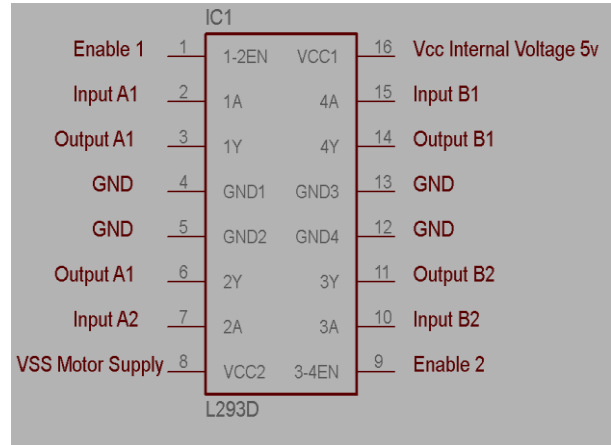 IC1
Enable 1 1 1-2EN VCC1 16 Vcc Internal Voltage 5v
Input A1 2 1A 4A 15 Input B1
Output A1 3 1Y 4Y 14 Output B1
GND 4 GND1 GND3 13 GND
GND 5 GND2 GND4 12 GND
Output A1 6 2Y 3Y 11 Output B2
Input A2 7 2A 3A 10 Input B2
VSS Motor Supply 8 VCC2 3-4EN 9 Enable 2
L293D